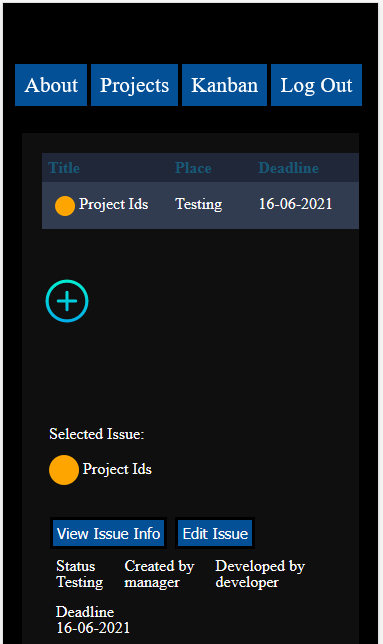 About Projects Kanban Log Out
Title Place Deadline
Project Ids Testing 16-06-2021
Selected Issue:
Project Ids
View Issue Info Edit Issue
Status Created by Developed by
Testing manager developer
Deadline
16-06-2021